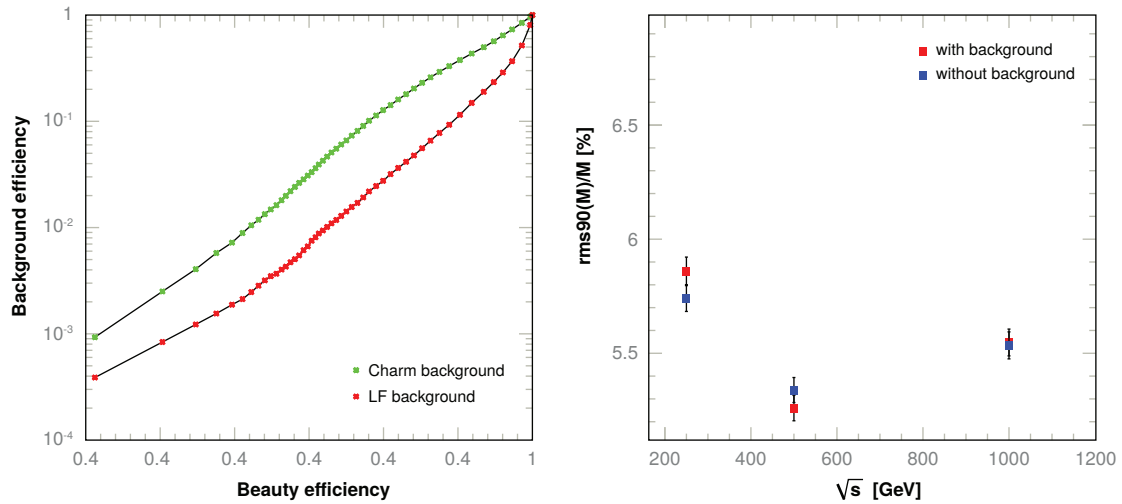 1
10⁻¹
10⁻²
10⁻³
10⁻⁴
Background efficiency
Charm background
LF background
0.4 0.4 0.4 0.4 0.4 0.4 1
Beauty efficiency
6.5
6
5.5
rms90(M)/M [%]
with background
without background
200 400 600 800 1000 1200
√s [GeV]